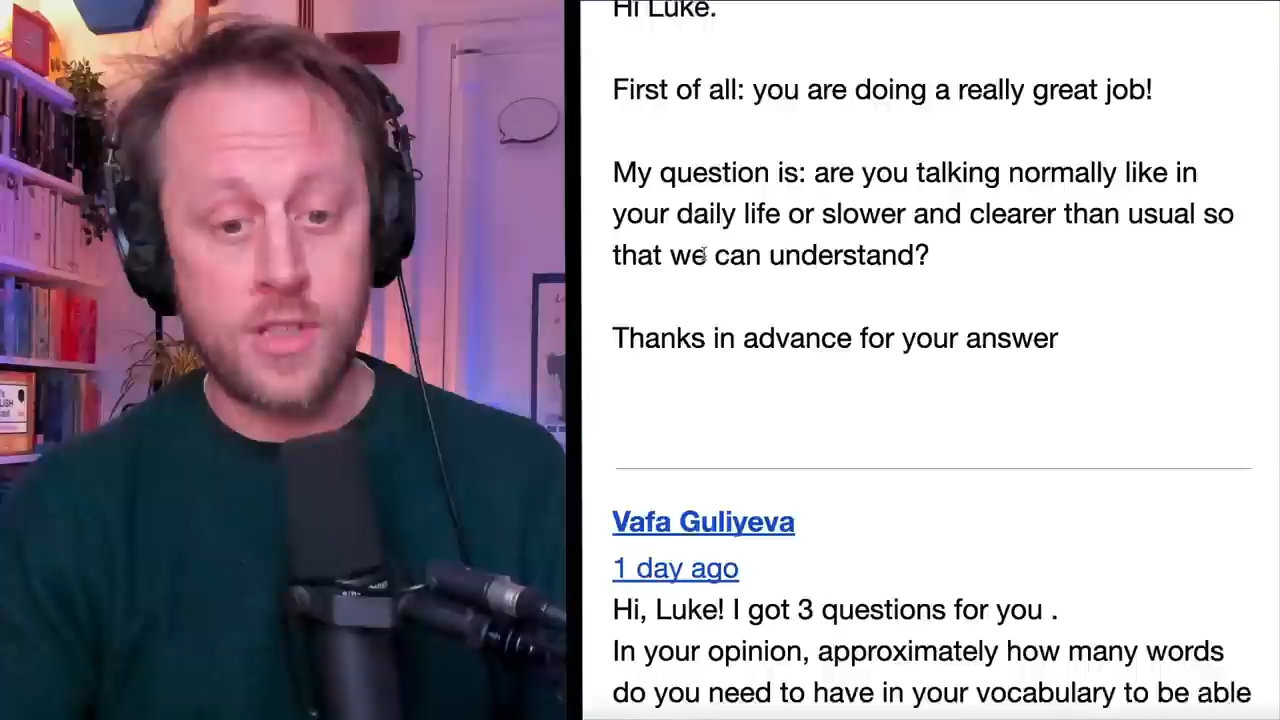 Hi Luke.
First of all: you are doing a really great job!
My question is: are you talking normally like in
your daily life or slower and clearer than usual so
that we can understand?
Thanks in advance for your answer
Vafa Guliyeva
1 day ago
Hi, Luke! I got 3 questions for you .
In your opinion, approximately how many words
do you need to have in your vocabulary to be able